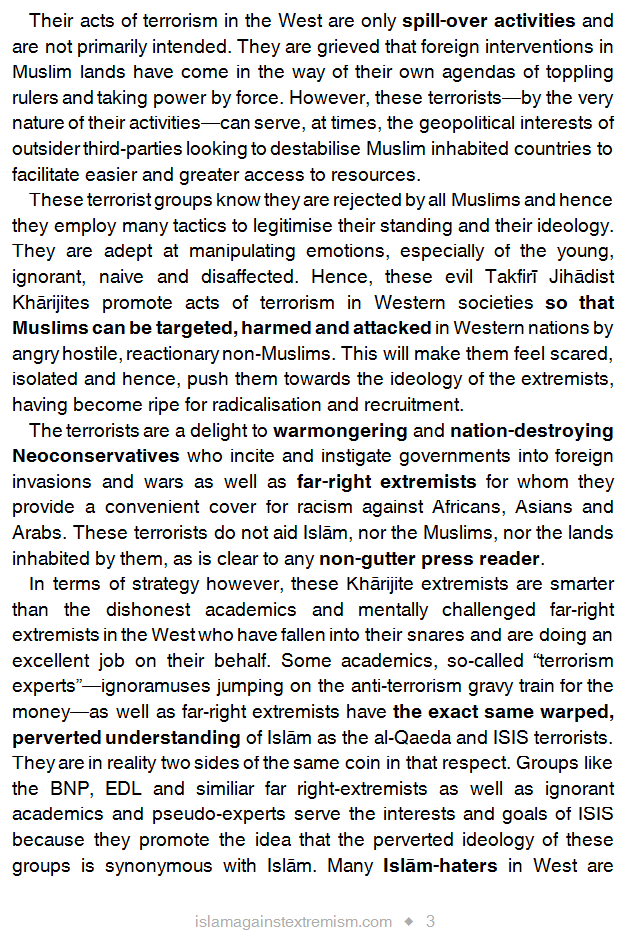 Their acts of terrorism in the West are only spill-over activities and
are not primarily intended. They are grieved that foreign interventions in
Muslim lands have come in the way of their own agendas of toppling
rulers and taking power by force. However, these terrorists—by the very
nature of their activities—can serve, at times, the geopolitical interests of
outsider third-parties looking to destabilise Muslim inhabited countries to
facilitate easier and greater access to resources.
These terrorist groups know they are rejected by all Muslims and hence
they employ many tactics to legitimise their standing and their ideology.
They are adept at manipulating emotions, especially of the young,
ignorant, naive and disaffected. Hence, these evil Takfirī Jihādist
Khārijites promote acts of terrorism in Western societies so that
Muslims can be targeted, harmed and attacked in Western nations by
angry hostile, reactionary non-Muslims. This will make them feel scared,
isolated and hence, push them towards the ideology of the extremists,
having become ripe for radicalisation and recruitment.
The terrorists are a delight to warmongering and nation-destroying
Neoconservatives who incite and instigate governments into foreign
invasions and wars as well as far-right extremists for whom they
provide a convenient cover for racism against Africans, Asians and
Arabs. These terrorists do not aid Islām, nor the Muslims, nor the lands
inhabited by them, as is clear to any non-gutter press reader.
In terms of strategy however, these Khārijite extremists are smarter
than the dishonest academics and mentally challenged far-right
extremists in the West who have fallen into their snares and are doing an
excellent job on their behalf. Some academics, so-called “terrorism
experts”—ignoramuses jumping on the anti-terrorism gravy train for the
money—as well as far-right extremists have the exact same warped,
perverted understanding of Islām as the al-Qaeda and ISIS terrorists.
They are in reality two sides of the same coin in that respect. Groups like
the BNP, EDL and similiar far right-extremists as well as ignorant
academics and pseudo-experts serve the interests and goals of ISIS
because they promote the idea that the perverted ideology of these
groups is synonymous with Islām. Many Islām-haters in West are
islamagainstextremism.com ◆ 3